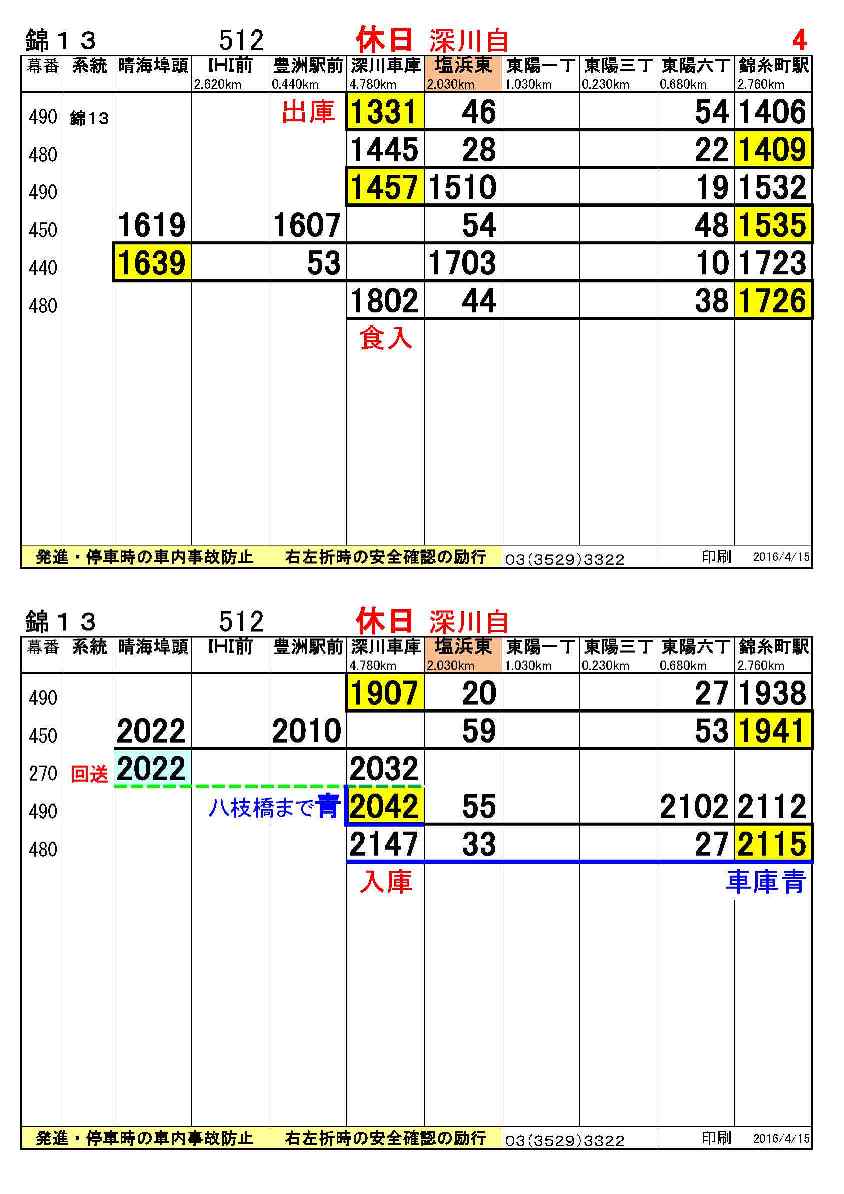 錦１３ 512 休日 深川自 4
幕番 系統 晴海埠頭 IHI前 豊洲駅前 深川車庫 塩浜東 東陽一丁 東陽三丁 東陽六丁 錦糸町駅
2.620km 0.440km 4.780km 2.030km 1.030km 0.230km 0.680km 2.760km
490 錦13 出庫 1331 46 54 1406
480 1445 28 22 1409
490 1457 1510 19 1532
450 1619 1607 54 48 1535
440 1639 53 1703 10 1723
480 1802 44 38 1726
食入
発進・停車時の車内事故防止 右左折時の安全確認の励行 03(3529)3322 印刷 2016/4/15
錦１３ 512 休日 深川自
幕番 系統 晴海埠頭 IHI前 豊洲駅前 深川車庫 塩浜東 東陽一丁 東陽三丁 東陽六丁 錦糸町駅
4.780km 2.030km 1.030km 0.230km 0.680km 2.760km
490 1907 20 27 1938
450 2022 2010 59 53 1941
270 回送 2022 2032
490 八枝橋まで青 2042 55 2102 2112
480 2147 33 27 2115
入庫 車庫青
発進・停車時の車内事故防止 右左折時の安全確認の励行 03(3529)3322 印刷 2016/4/15